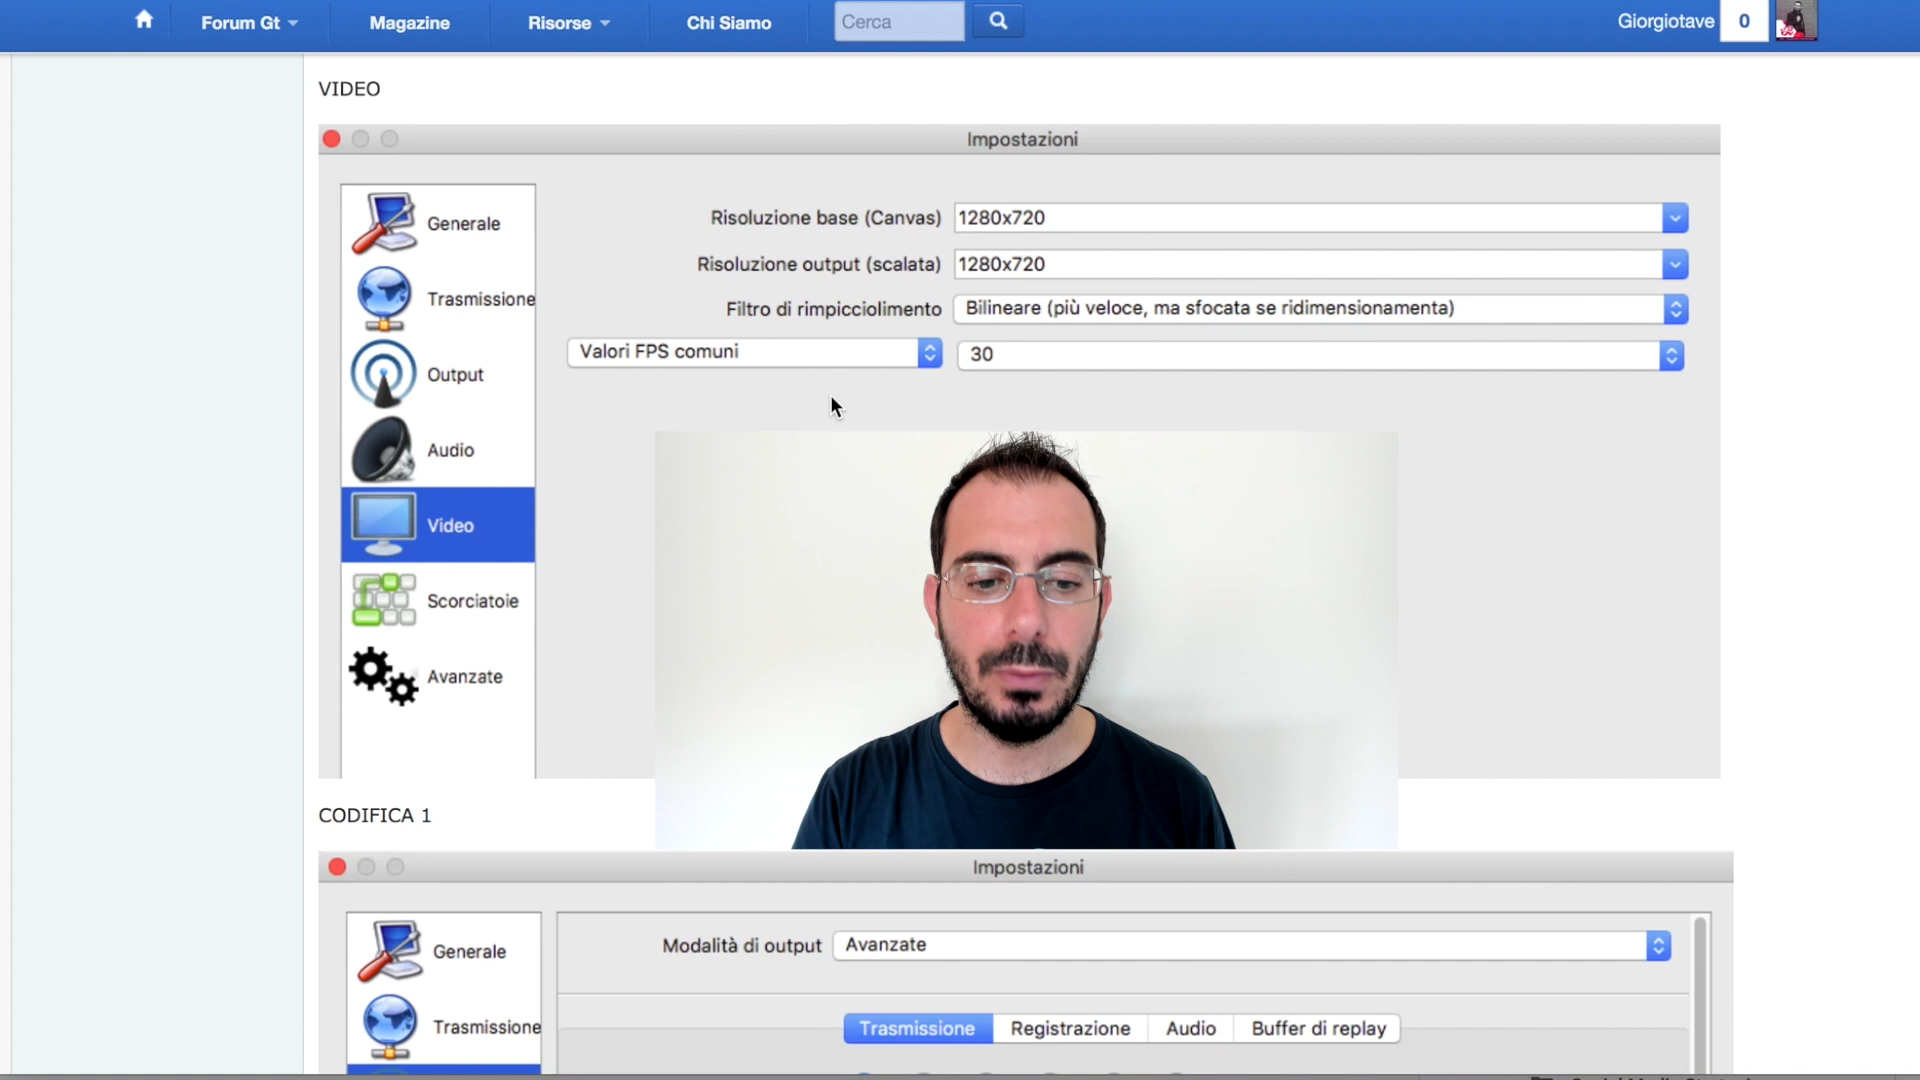 Forum Gt
Magazine
Risorse
Chi Siamo
Cerca
Giorgiotave
0
VIDEO
Impostazioni
Generale
Trasmissione
Output
Audio
Video
Scorciatoie
Avanzate
Risoluzione base (Canvas) 1280x720
Risoluzione output (scalata) 1280x720
Filtro di rimpicciolimento Bilineare (più veloce, ma sfocata se ridimensionamenta)
Valori FPS comuni 30
CODIFICA 1
Impostazioni
Generale
Trasmissione
Modalità di output Avanzate
Trasmissione Registrazione Audio Buffer di replay